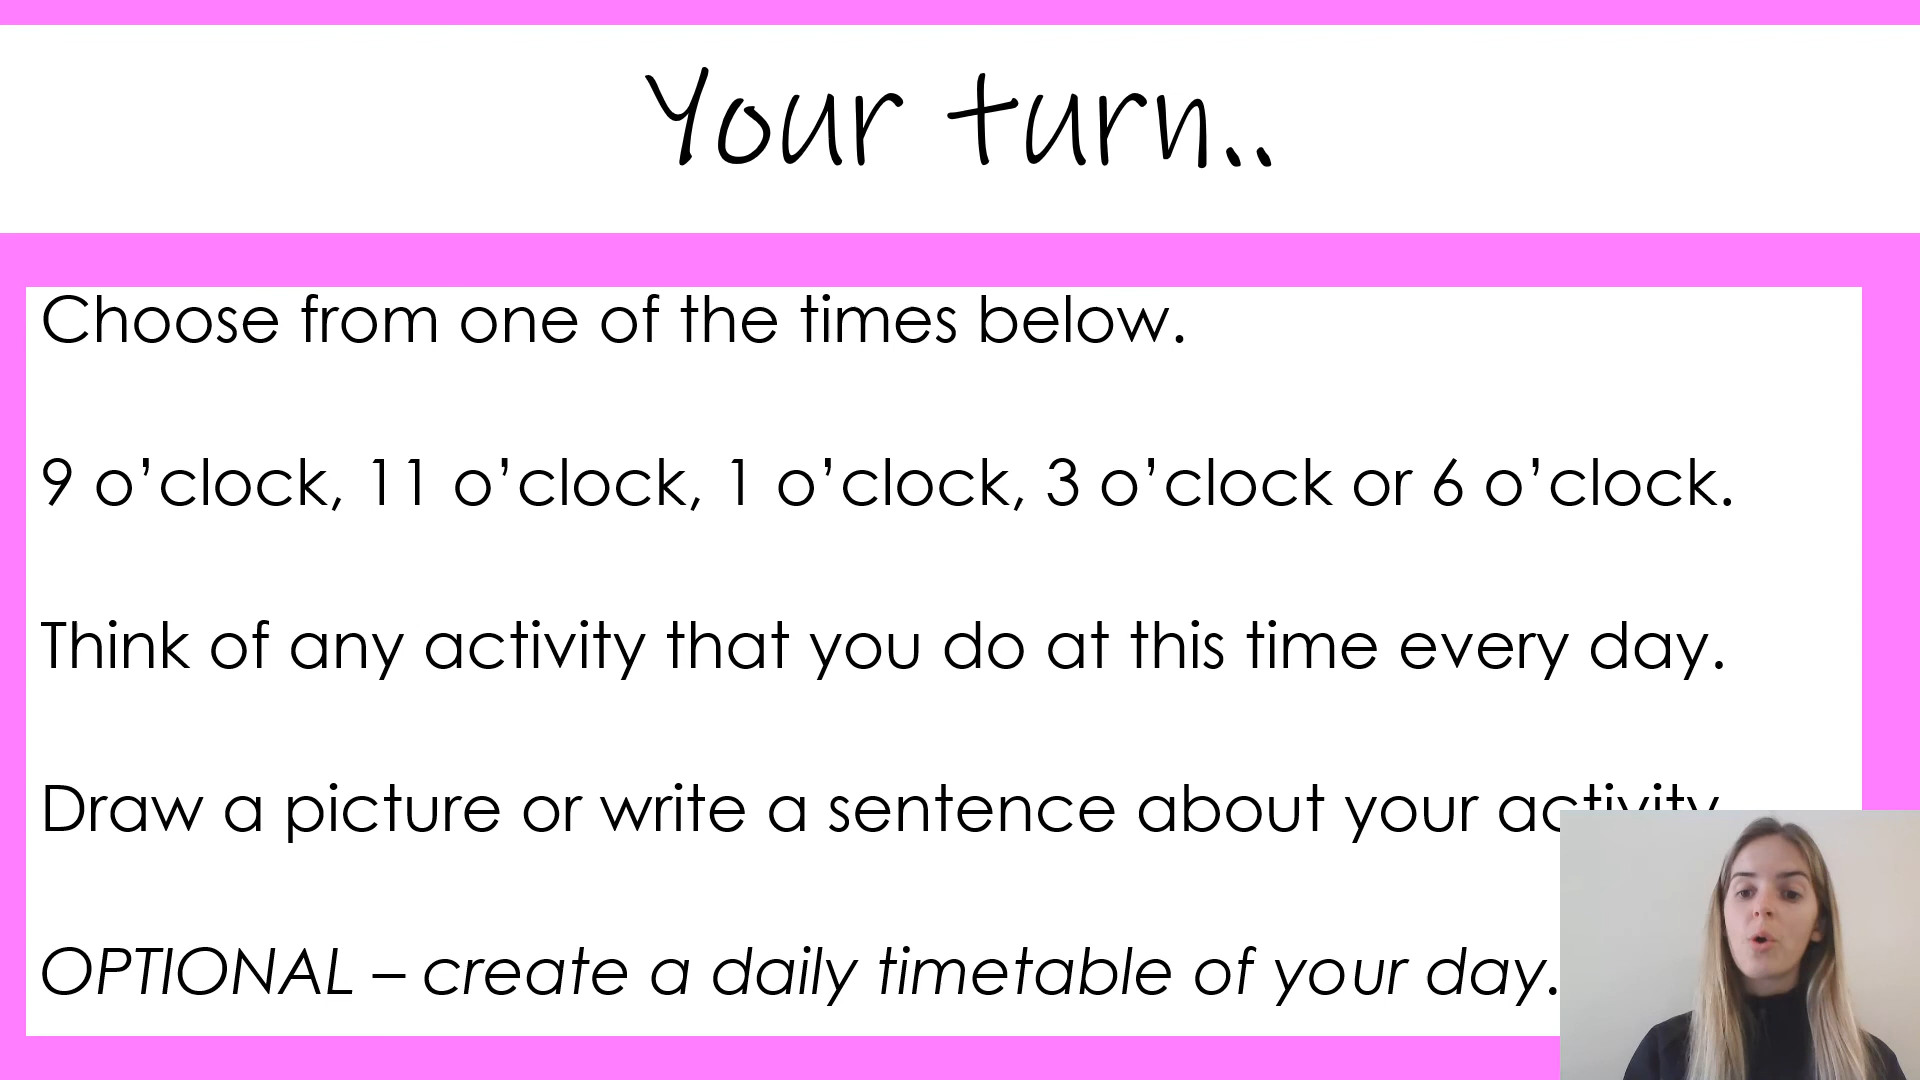 Your turn..
Choose from one of the times below.
9 o’clock, 11 o’clock, 1 o’clock, 3 o’clock or 6 o’clock.
Think of any activity that you do at this time every day.
Draw a picture or write a sentence about your activity
OPTIONAL – create a daily timetable of your day.